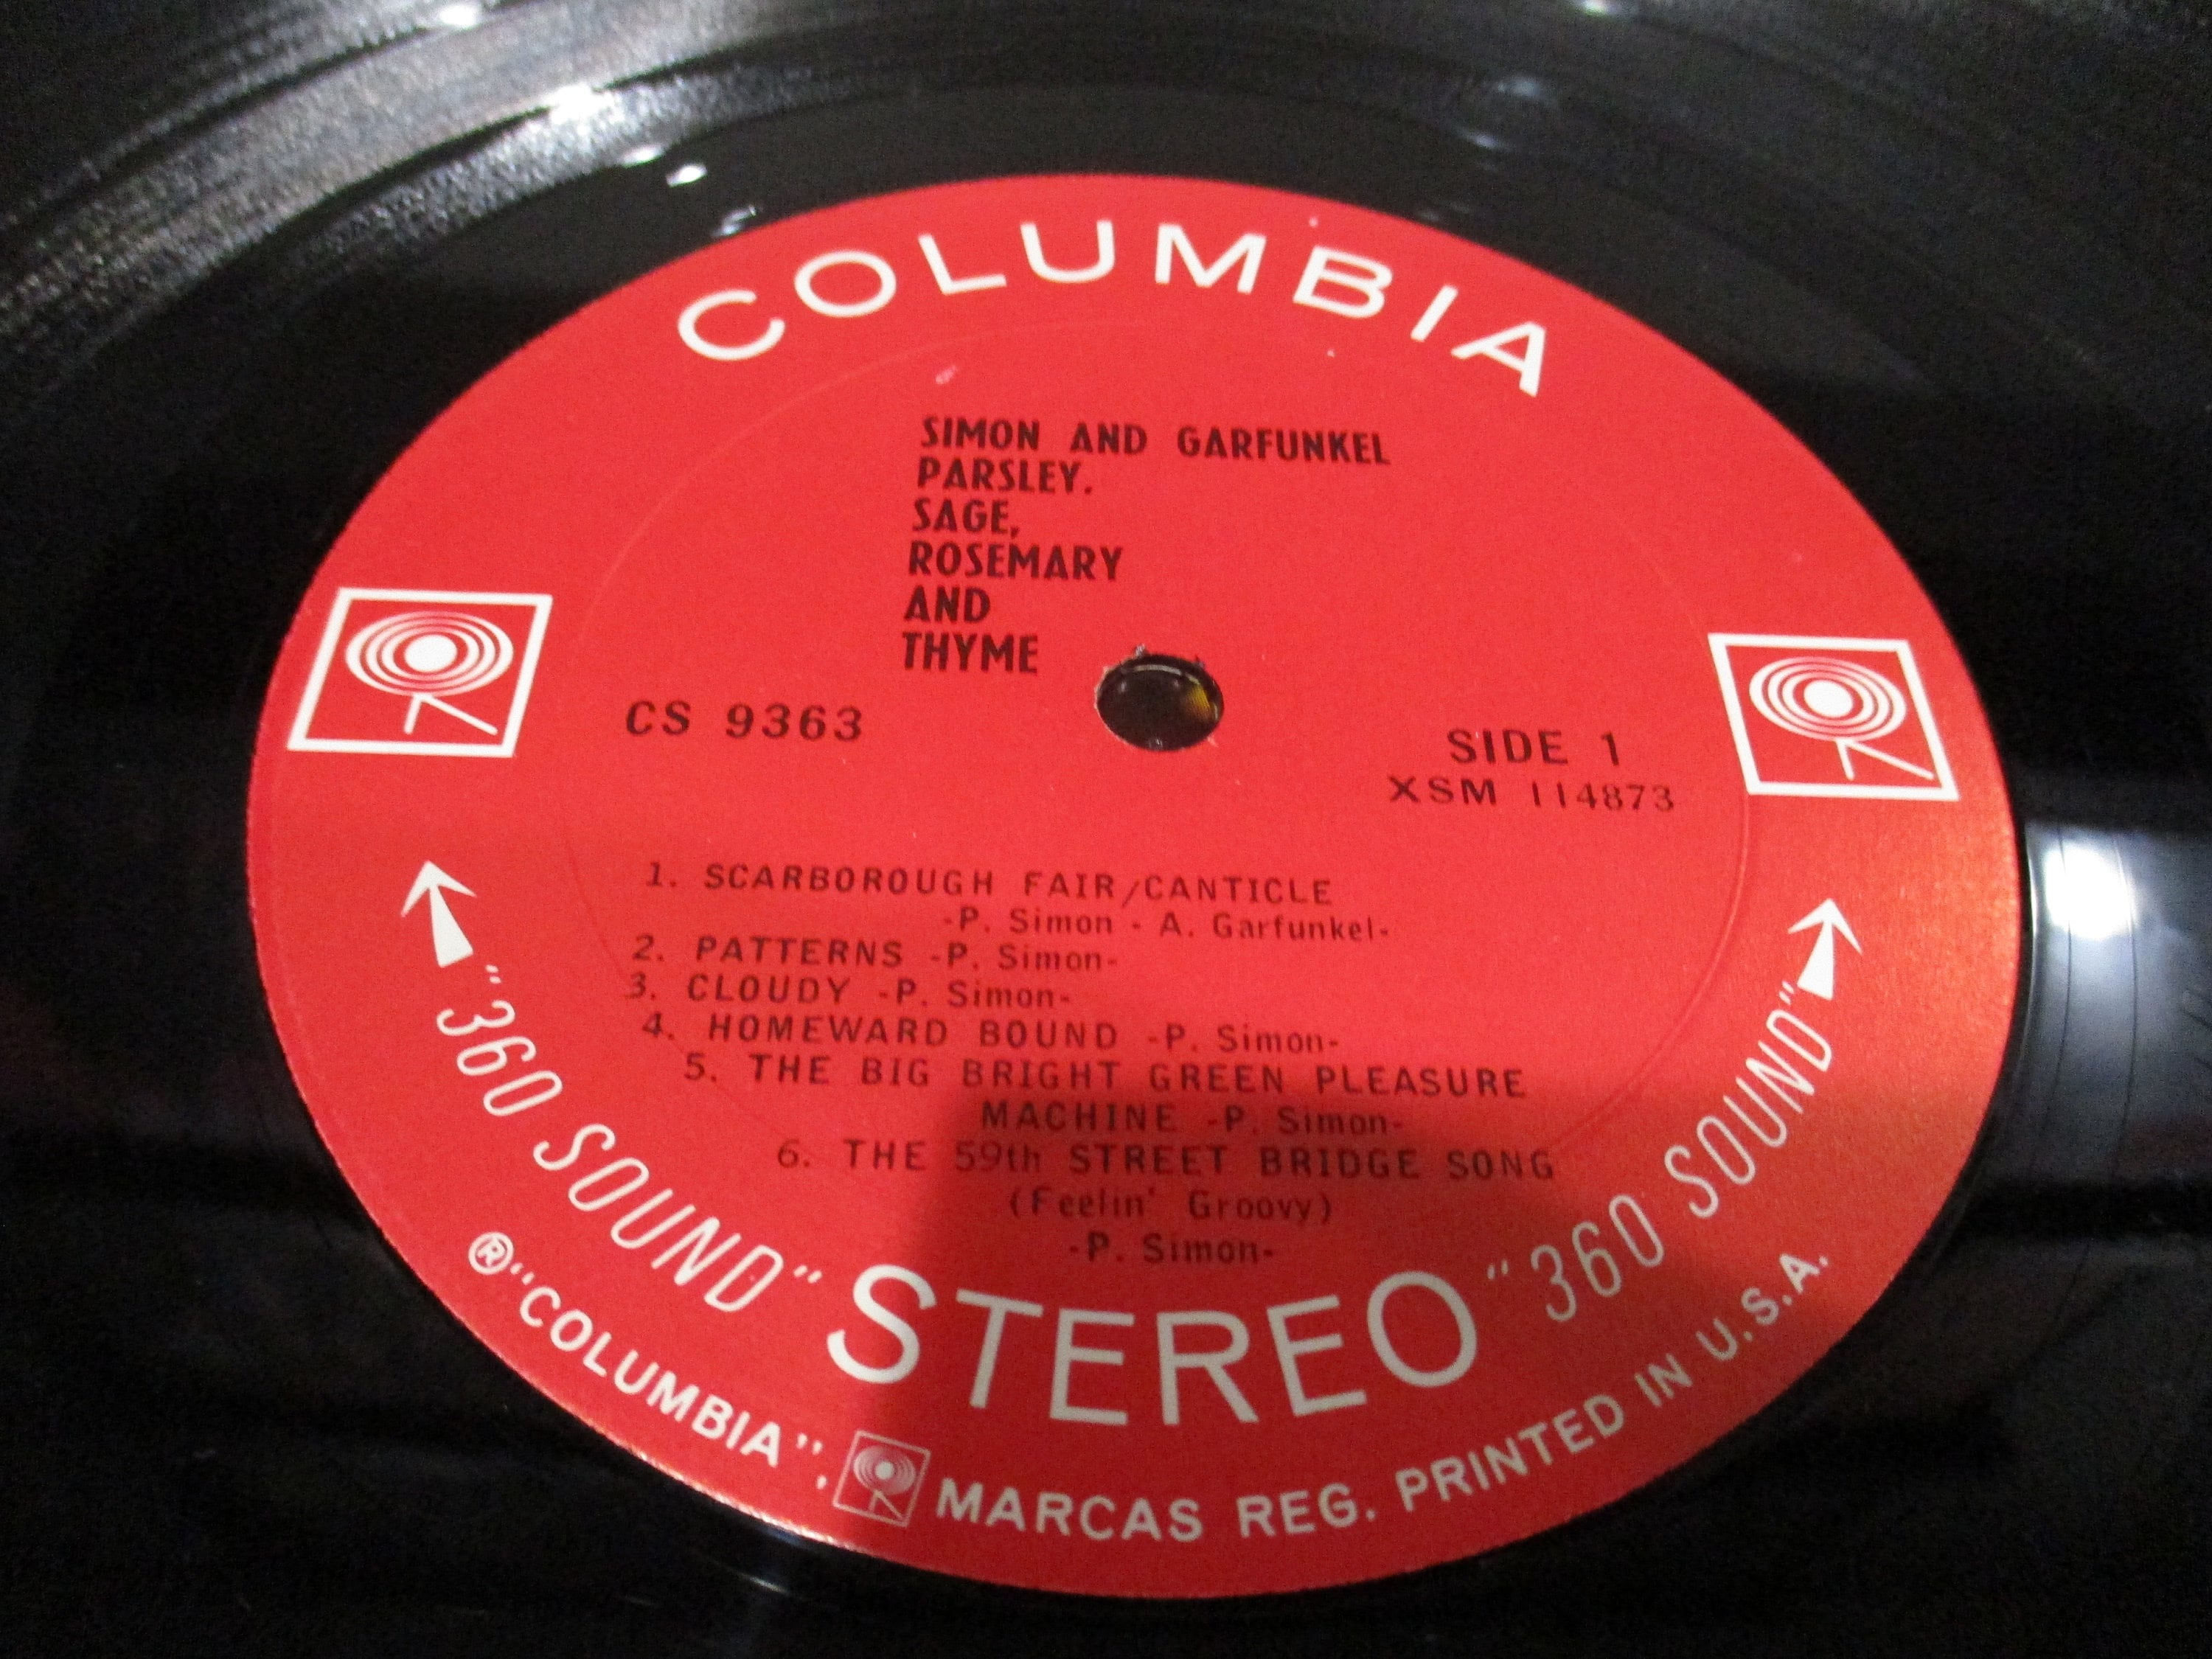 COLUMBIA
SIMON AND GARFUNKEL
PARSLEY.
SAGE,
ROSEMARY
AND
THYME
CS 9363
SIDE 1
XSM 114873
1. SCARBOROUGH FAIR/CANTICLE
-P. Simon - A. Garfunkel-
2. PATTERNS -P. Simon-
3. CLOUDY -P. Simon-
4. HOMEWARD BOUND -P. Simon-
5. THE BIG BRIGHT GREEN PLEASURE
MACHINE -P. Simon-
6. THE 59th STREET BRIDGE SONG
(Feelin' Groovy)
-P. Simon-
"360 SOUND" STEREO "360 SOUND"
®"COLUMBIA", MARCAS REG. PRINTED IN U.S.A.